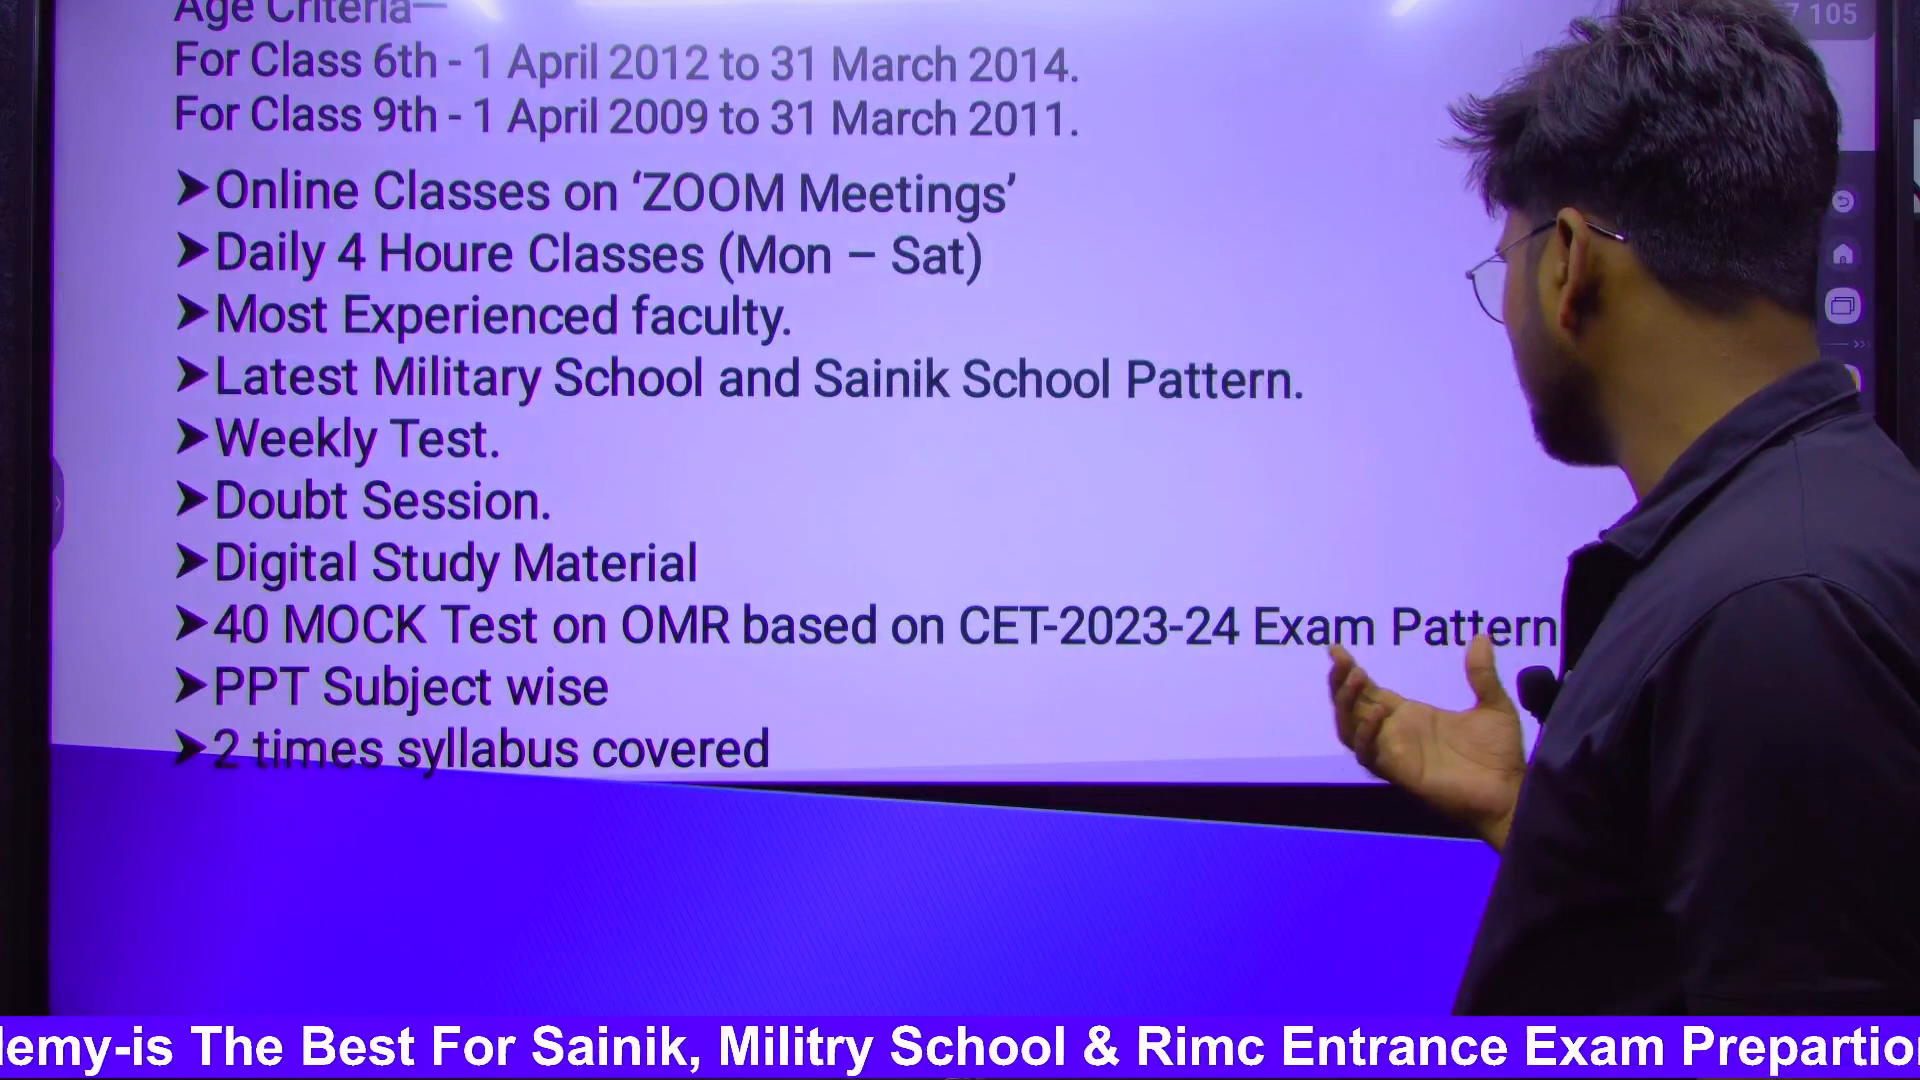 Age Criteria—
For Class 6th - 1 April 2012 to 31 March 2014.
For Class 9th - 1 April 2009 to 31 March 2011.
➤Online Classes on ‘ZOOM Meetings’
➤Daily 4 Houre Classes (Mon – Sat)
➤Most Experienced faculty.
➤Latest Military School and Sainik School Pattern.
➤Weekly Test.
➤Doubt Session.
➤Digital Study Material
➤40 MOCK Test on OMR based on CET-2023-24 Exam Pattern
➤PPT Subject wise
➤2 times syllabus covered
7 105
demy-is The Best For Sainik, Militry School & Rimc Entrance Exam Prepartion